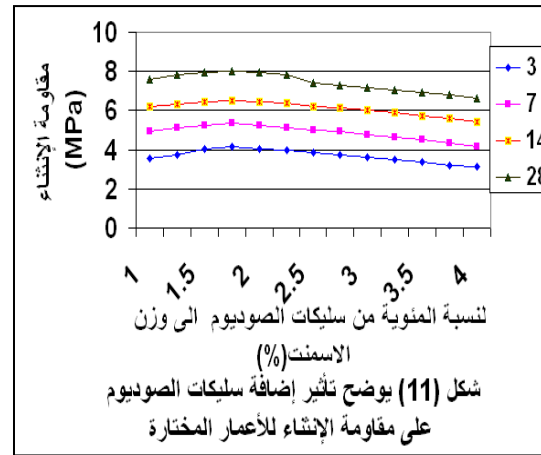 10
8
6
4
2
0
مقاومة الإنثناء
(MPa)
3
7
14
28
1
1.5
2
2.5
3
3.5
4
لنسبة المئوية من سليكات الصوديوم الى وزن
الاسمنت(%)
شكل (11) يوضح تأثير إضافة سليكات الصوديوم
على مقاومة الإنثناء للأعمار المختارة